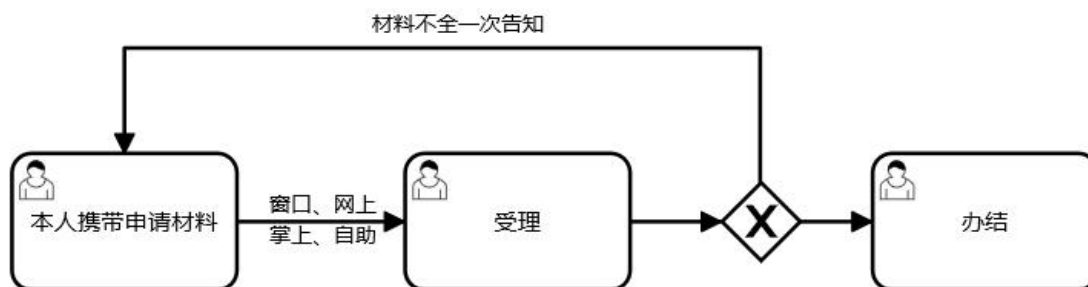 材料不全一次告知
本人携带申请材料
窗口、网上
掌上、自助
受理
X
办结